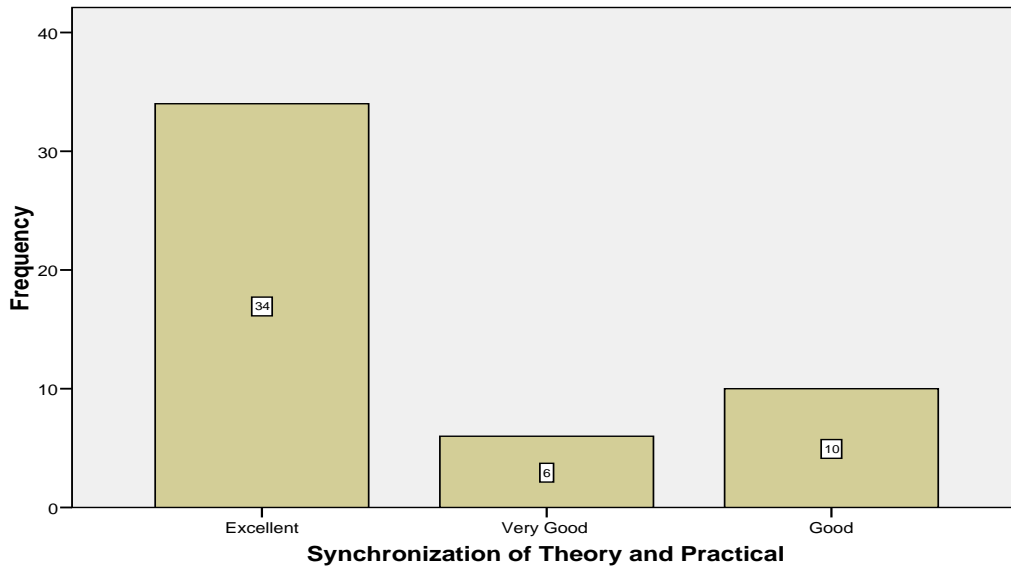 40
30
20
10
0
Frequency
34
6
10
Excellent
Very Good
Good
Synchronization of Theory and Practical